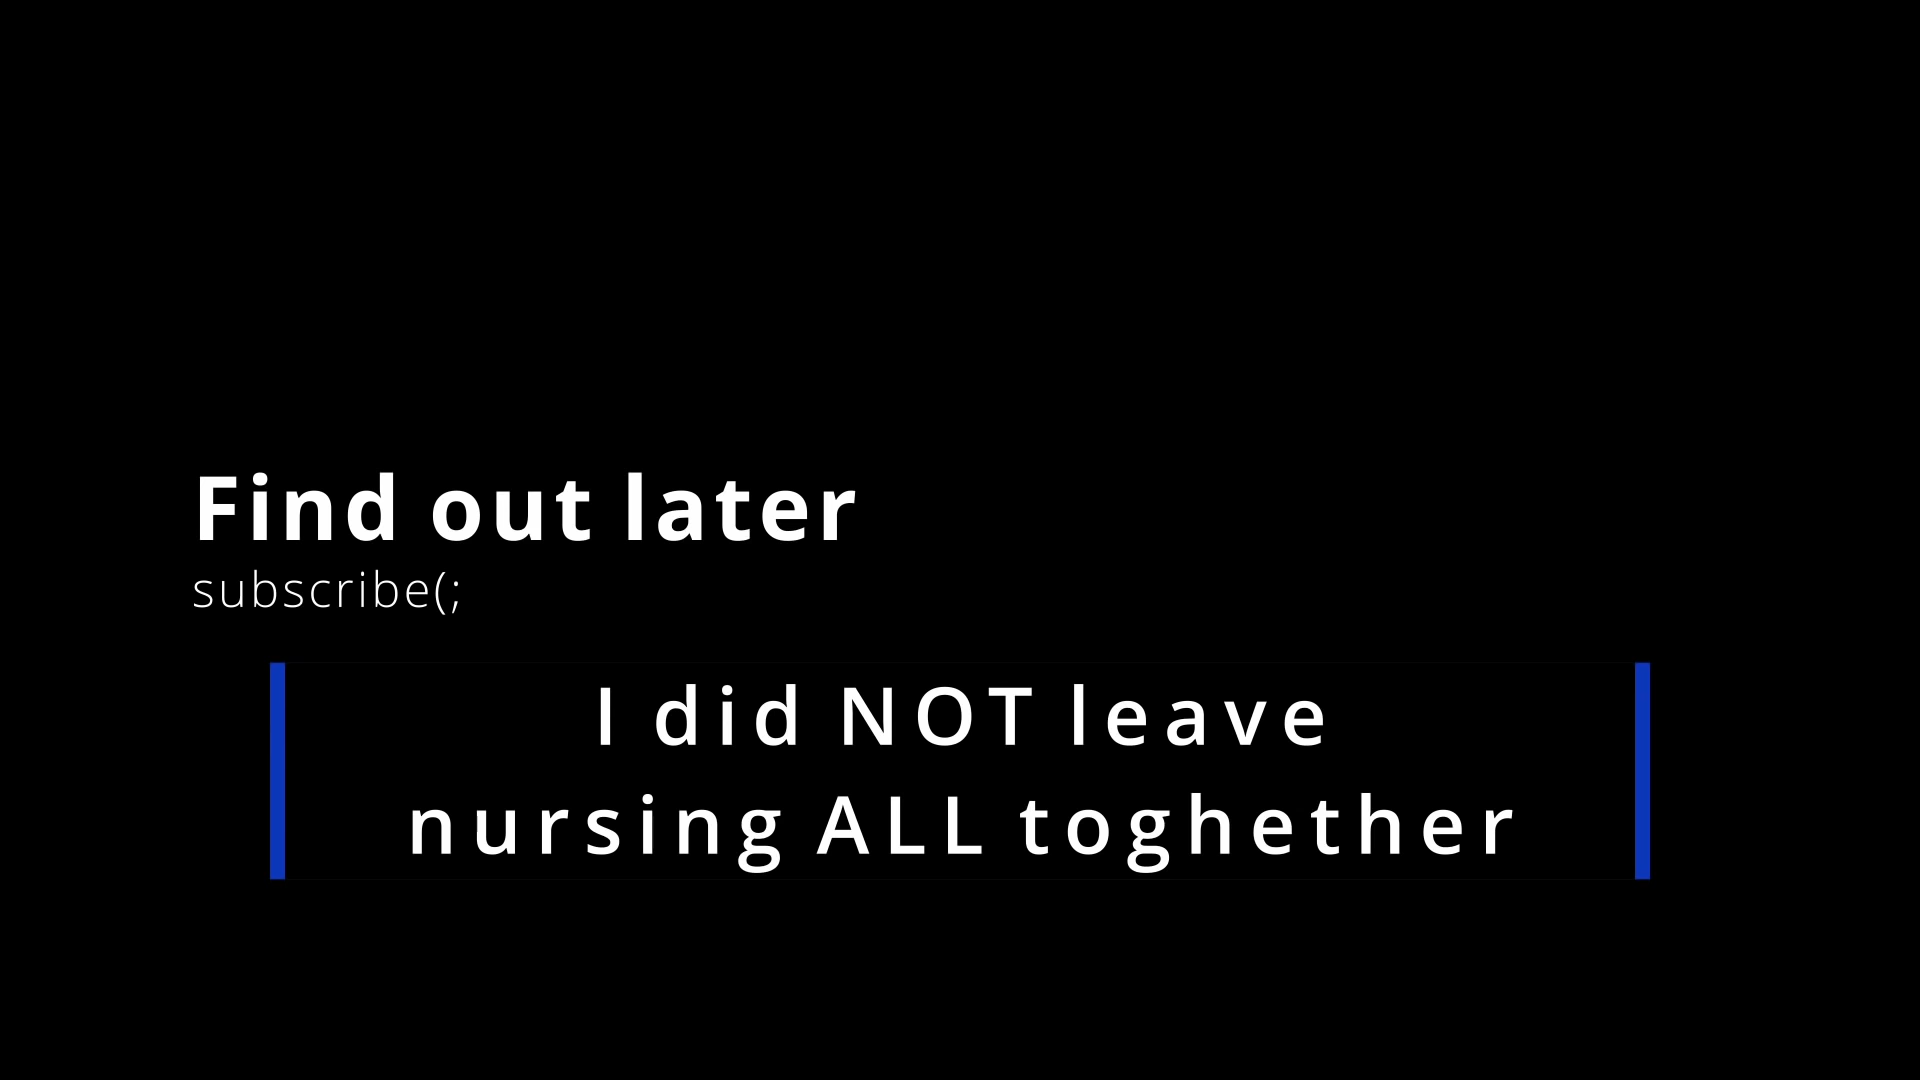 Find out later
subscribe(;
I did NOT leave
nursing ALL toghether